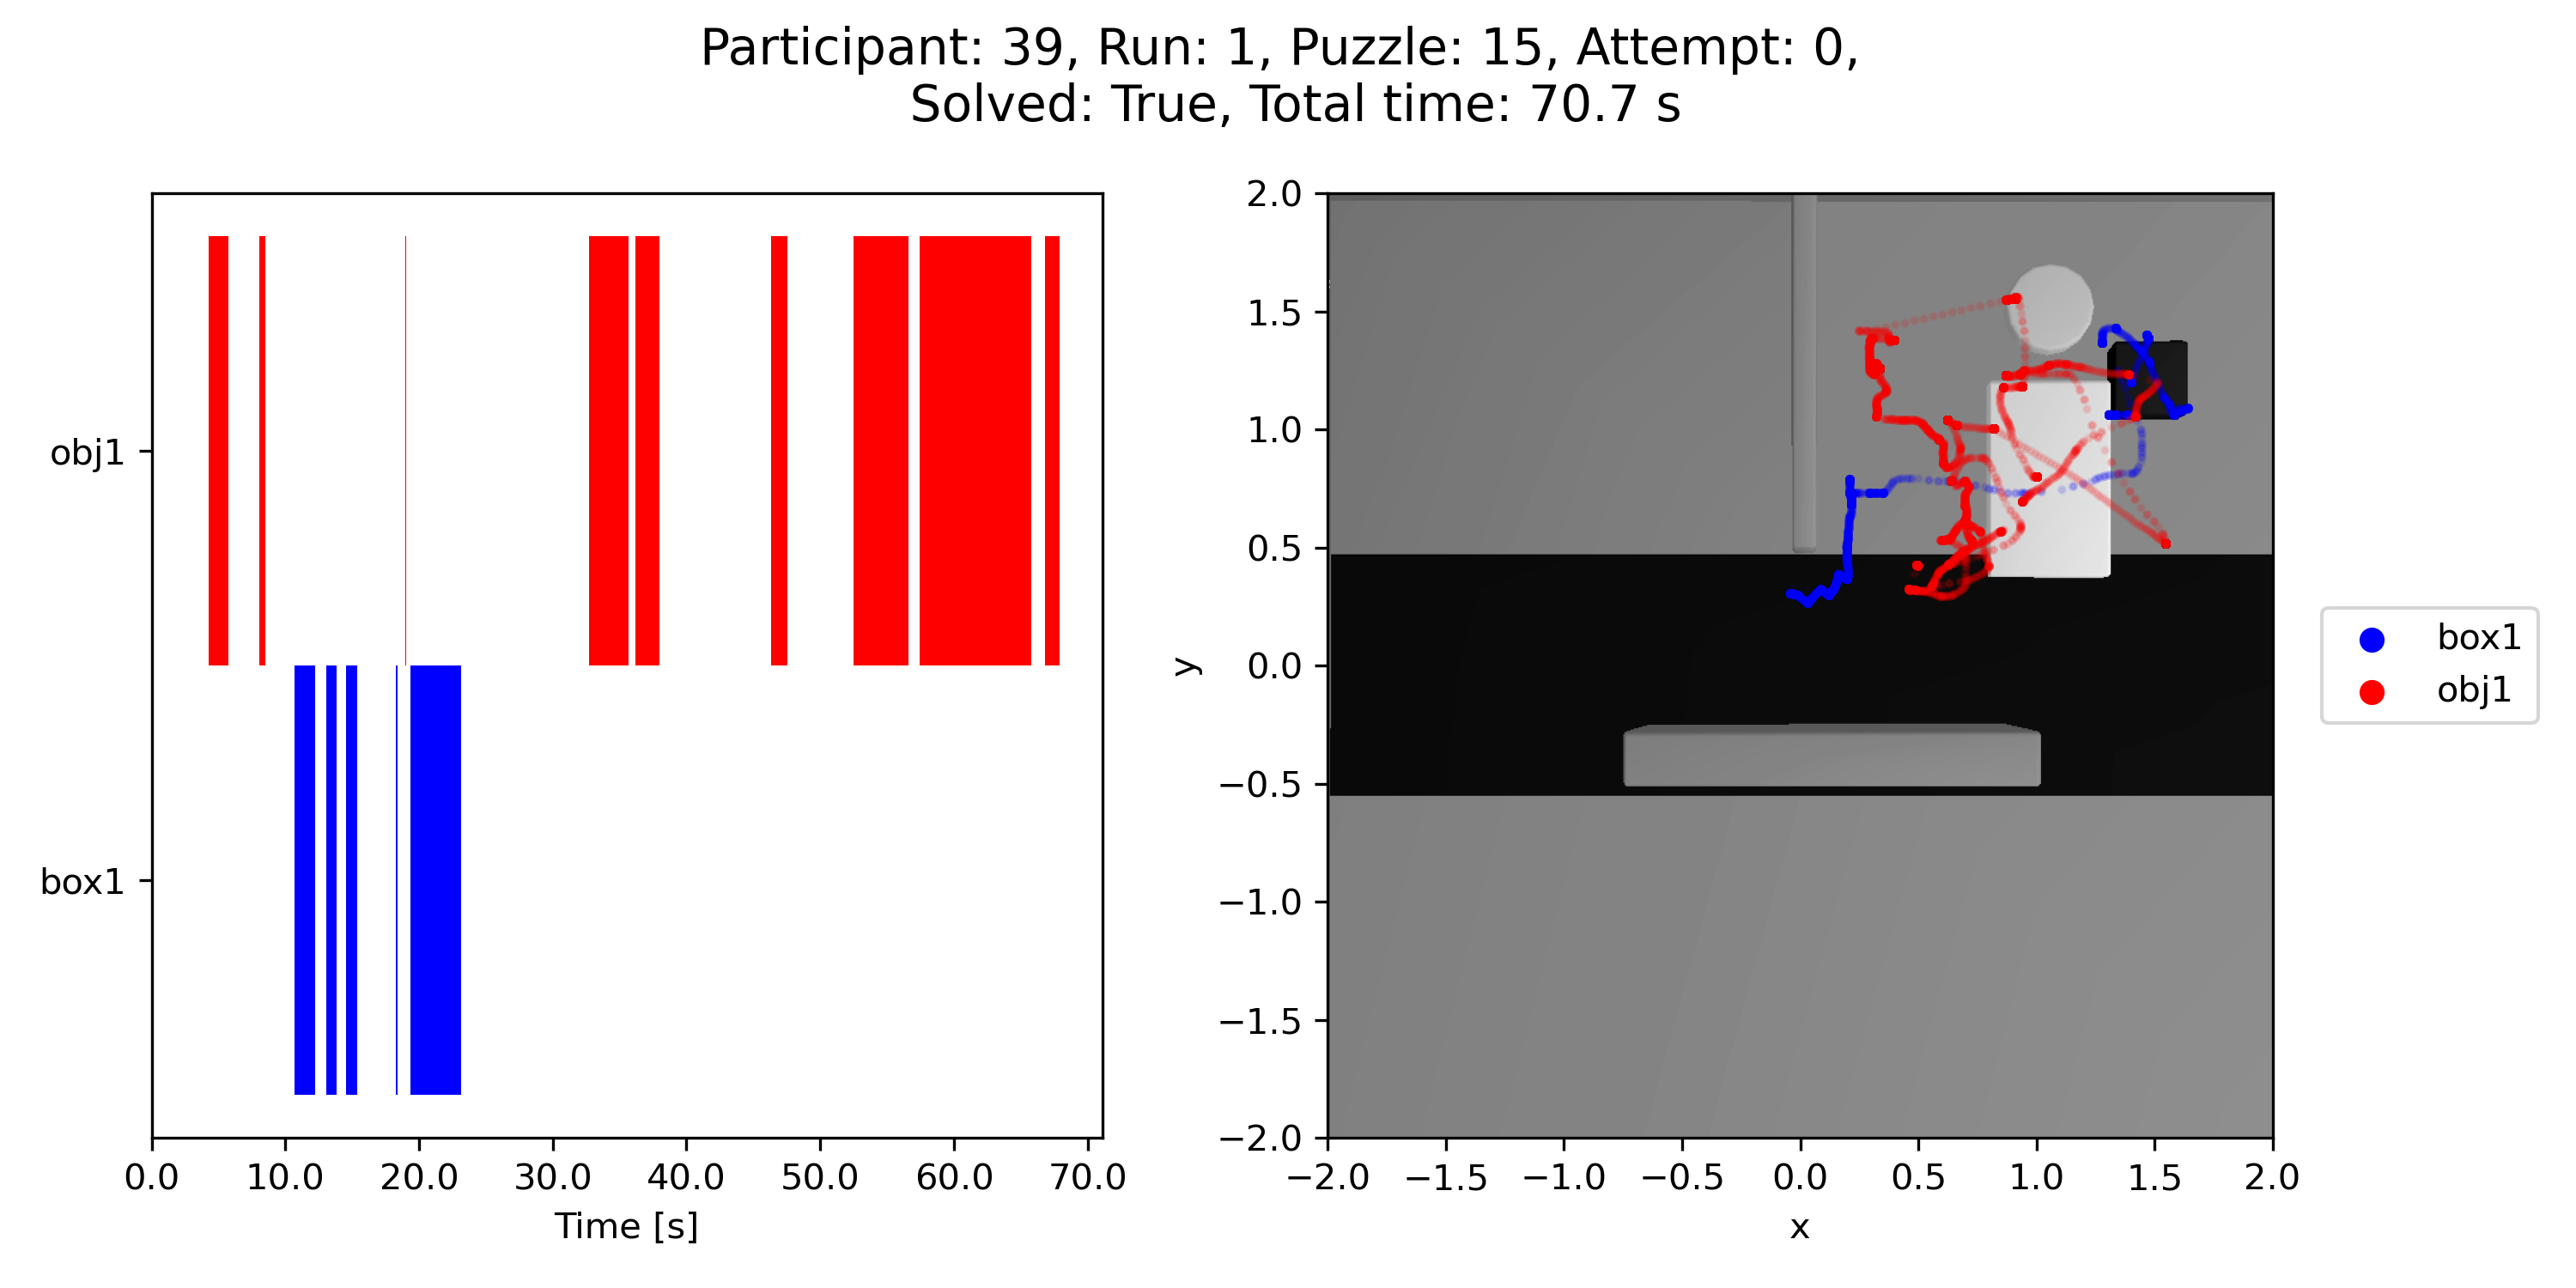 Participant: 39, Run: 1, Puzzle: 15, Attempt: 0,
Solved: True, Total time: 70.7 s
obj1
box1
0.0 10.0 20.0 30.0 40.0 50.0 60.0 70.0
Time [s]
2.0
1.5
1.0
0.5
0.0
−0.5
−1.0
−1.5
−2.0
y
−2.0 −1.5 −1.0 −0.5 0.0 0.5 1.0 1.5 2.0
x
box1
obj1